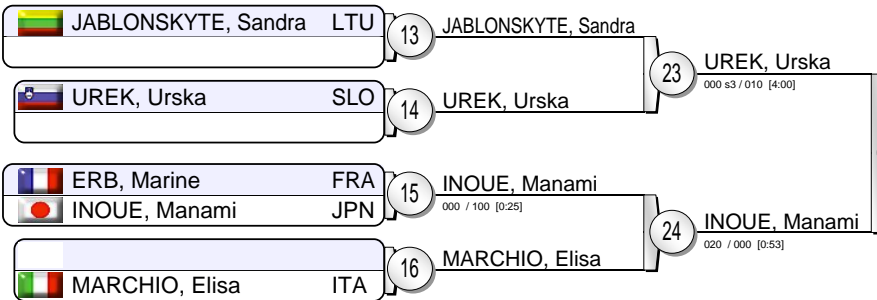 JABLONSKYTE, Sandra LTU
13
JABLONSKYTE, Sandra
23
UREK, Urska
000 s3 / 010 [4:00]
UREK, Urska SLO
14
UREK, Urska
ERB, Marine FRA
INOUE, Manami JPN
15
INOUE, Manami
000 / 100 [0:25]
24
INOUE, Manami
020 / 000 [0:53]
MARCHIO, Elisa ITA
16
MARCHIO, Elisa